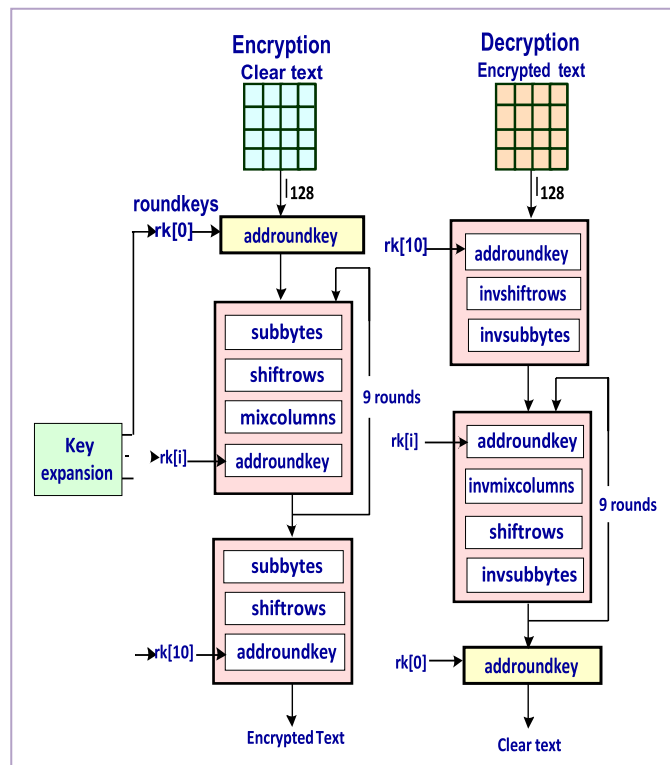 Encryption
Clear text
128
roundkeys
rk[0]
addroundkey
subbytes
shiftrows
mixcolumns
9 rounds
Key
expansion
rk[i]
addroundkey
subbytes
shiftrows
rk[10]
addroundkey
Encrypted Text
Decryption
Encrypted text
128
rk[10]
addroundkey
invshiftrows
invsubbytes
rk[i]
addroundkey
invmixcolumns
9 rounds
shiftrows
invsubbytes
rk[0]
addroundkey
Clear text